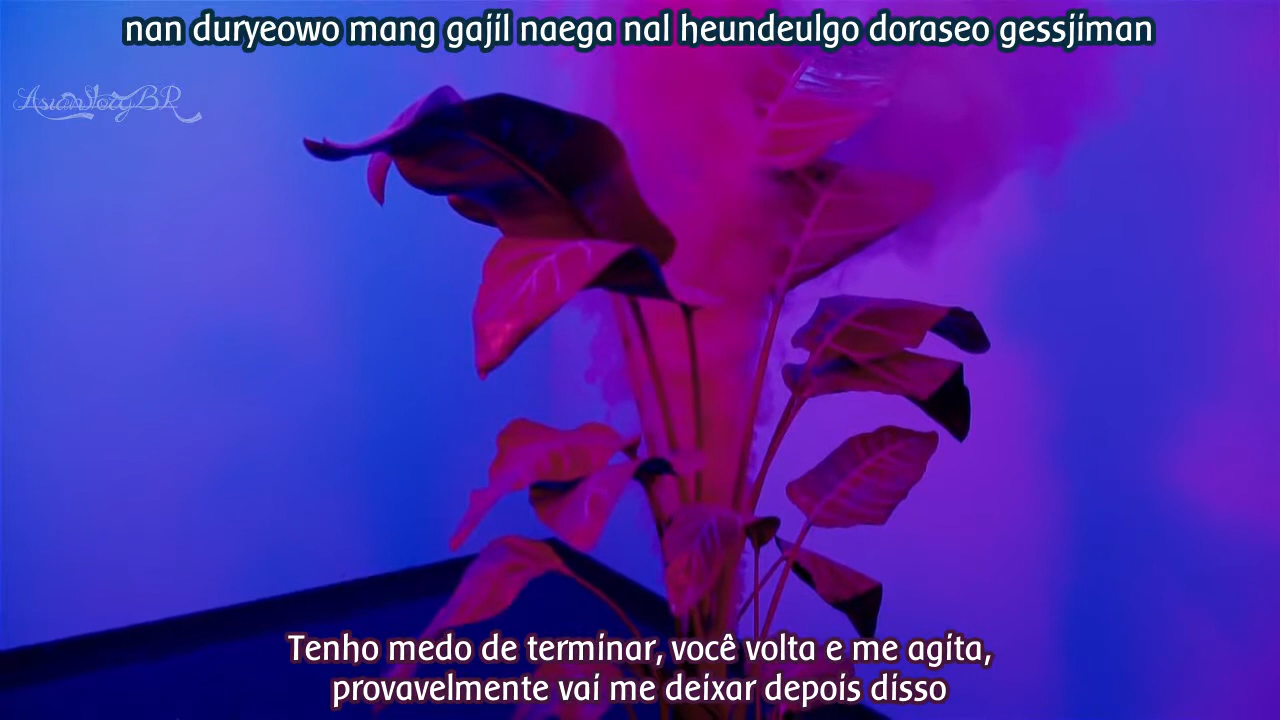 nan duryeowo mang gajil naega nal heundeulgo doraseo gessjiman
AsianStoryBR
Tenho medo de terminar, você volta e me agita,
provavelmente vai me deixar depois disso